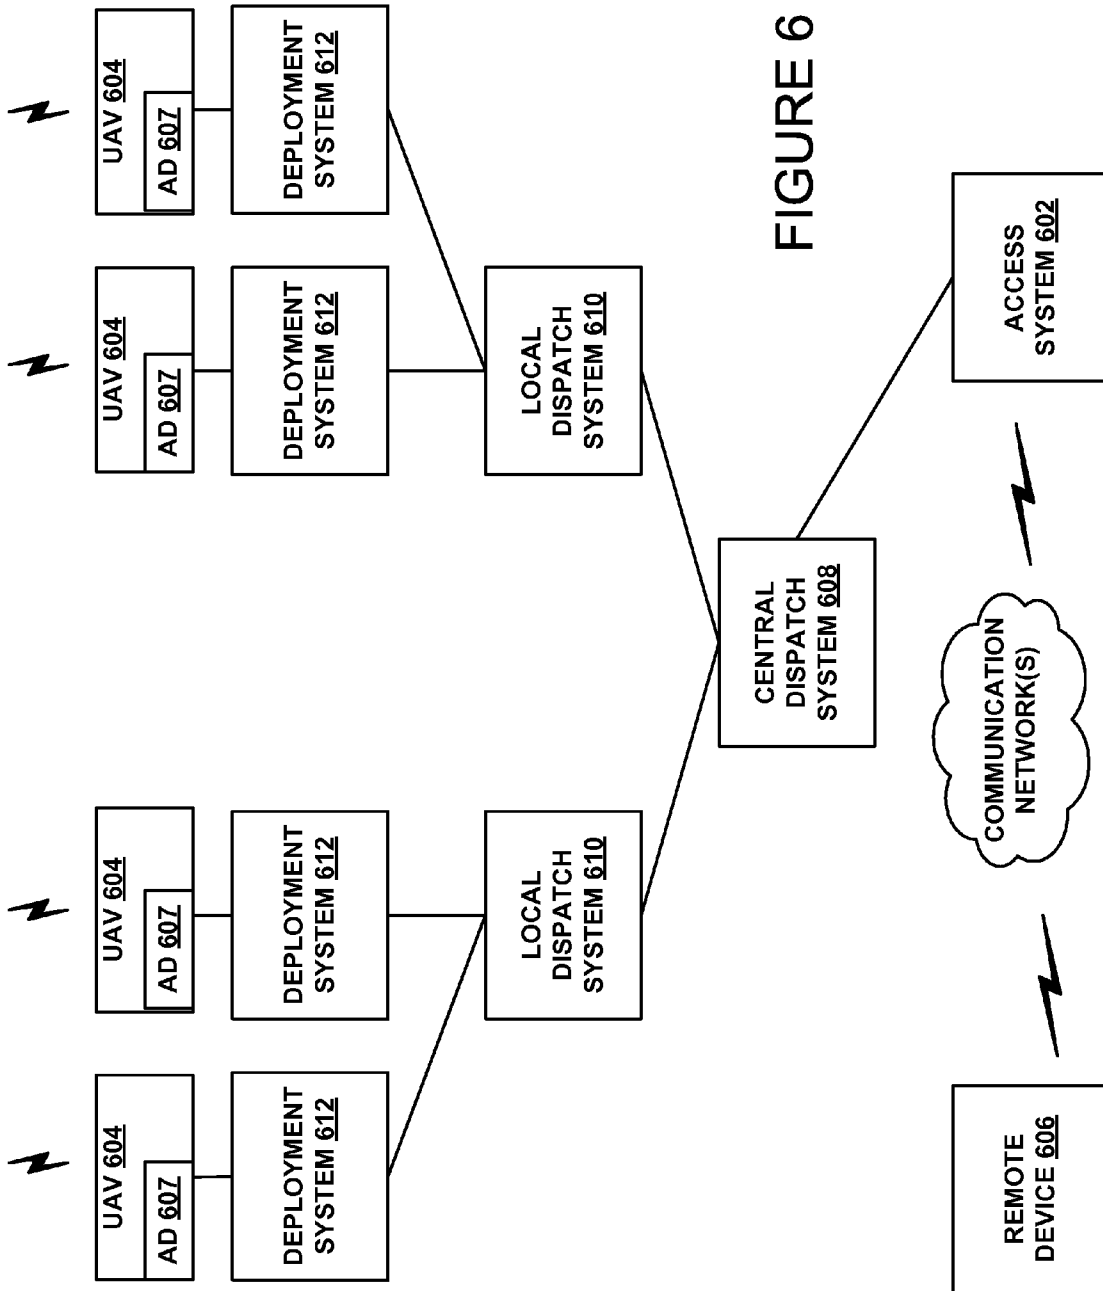 UAV 604
AD 607
UAV 604
AD 607
UAV 604
AD 607
UAV 604
AD 607
DEPLOYMENT
SYSTEM 612
DEPLOYMENT
SYSTEM 612
DEPLOYMENT
SYSTEM 612
DEPLOYMENT
SYSTEM 612
LOCAL
DISPATCH
SYSTEM 610
LOCAL
DISPATCH
SYSTEM 610
CENTRAL
DISPATCH
SYSTEM 608
FIGURE 6
REMOTE
DEVICE 606
COMMUNICATION
NETWORK(S)
ACCESS
SYSTEM 602